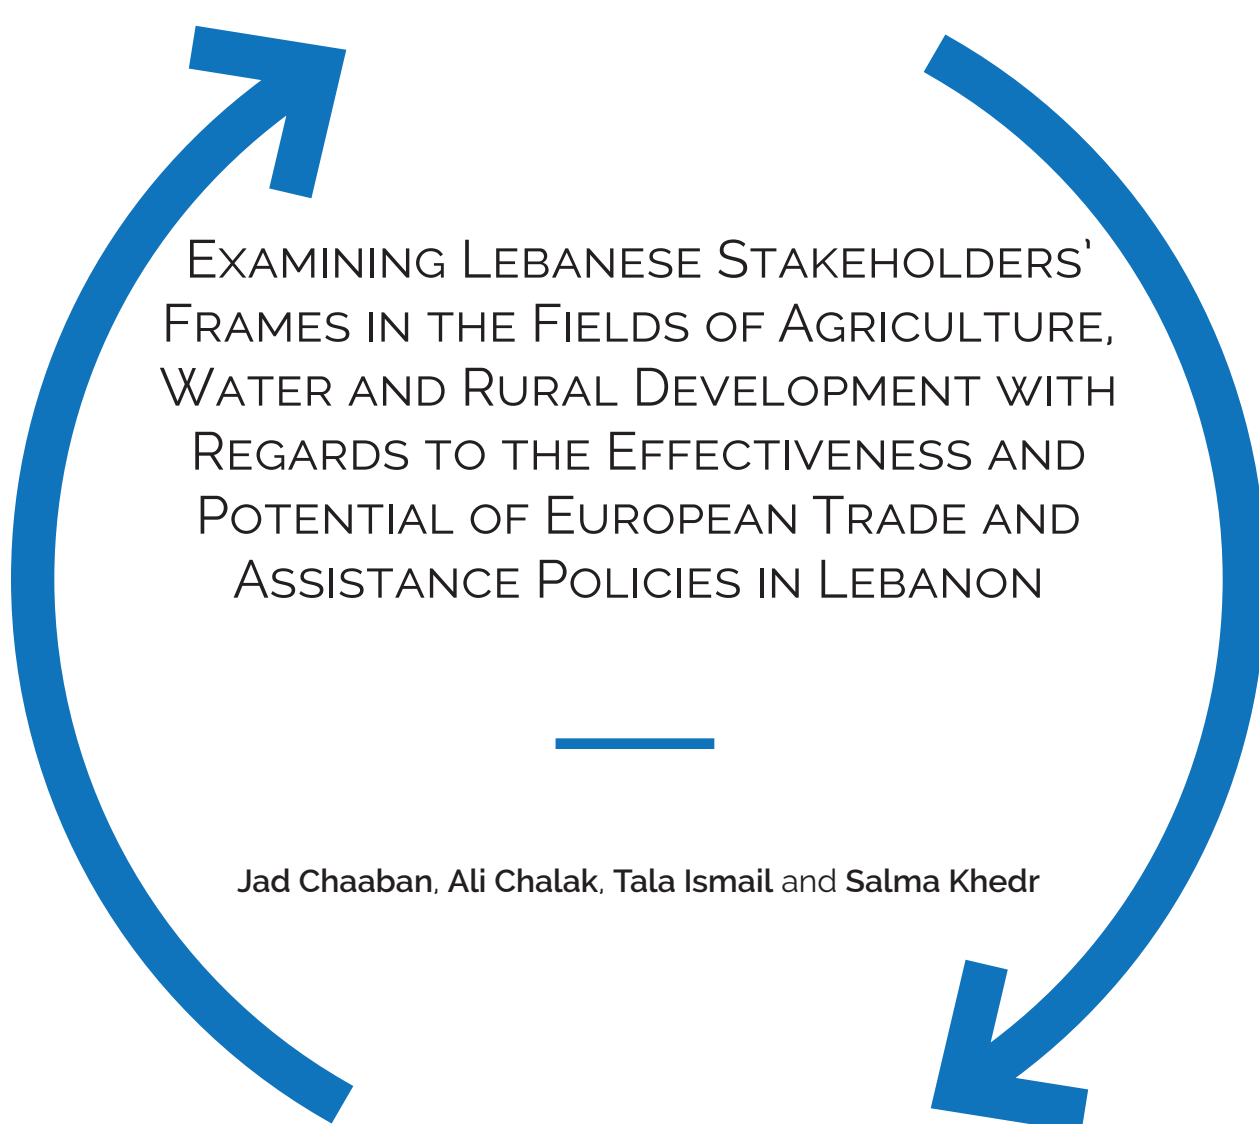 Examining Lebanese Stakeholders'
Frames in the Fields of Agriculture,
Water and Rural Development with
Regards to the Effectiveness and
Potential of European Trade and
Assistance Policies in Lebanon
Jad Chaaban, Ali Chalak, Tala Ismail and Salma Khedr